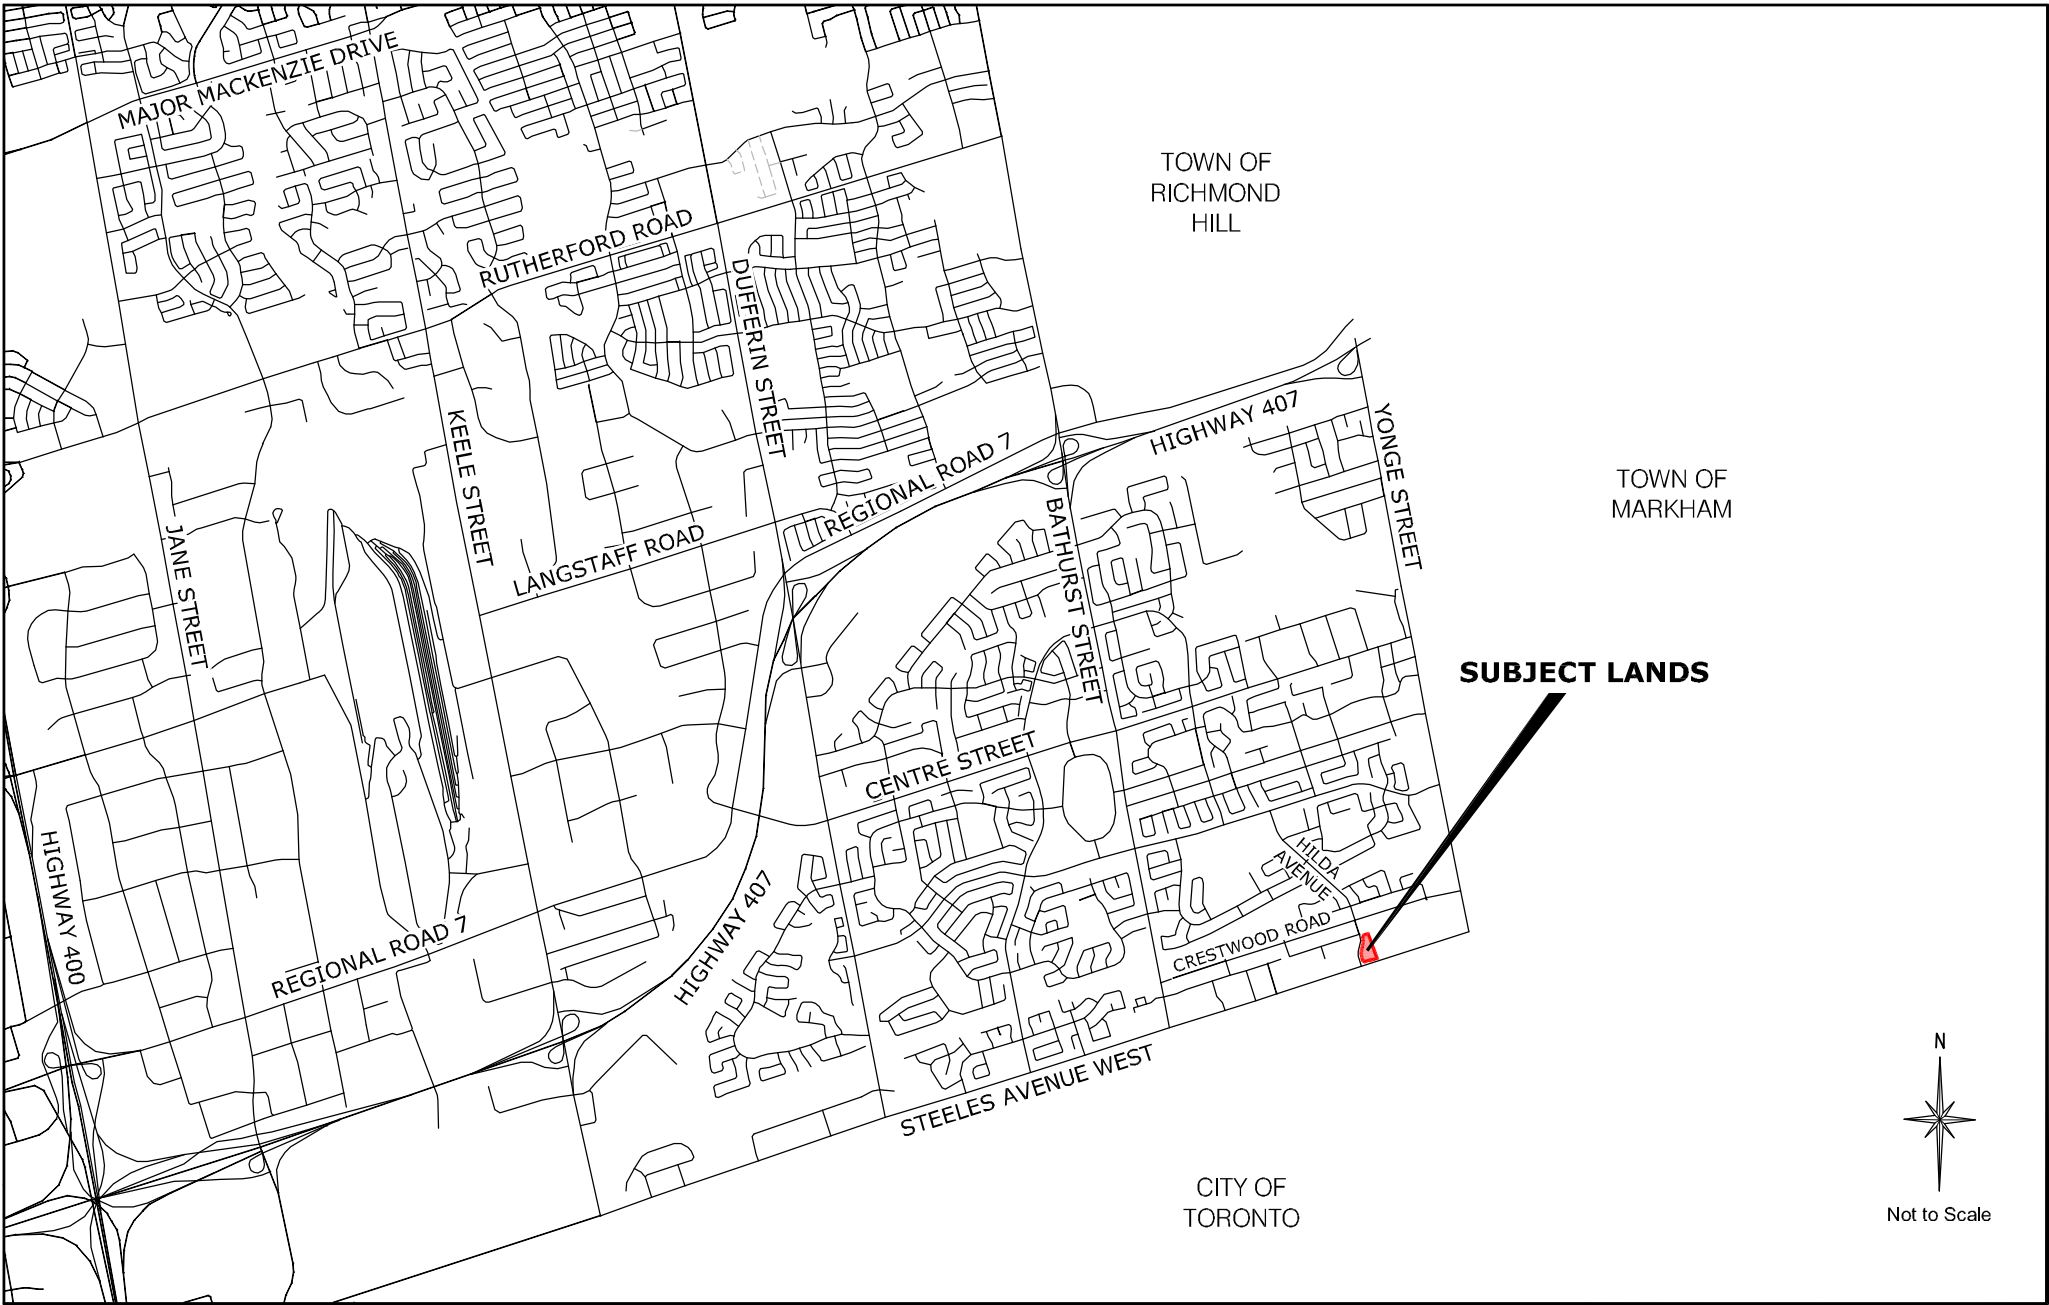 MAJOR MACKENZIE DRIVE
TOWN OF
RICHMOND
HILL
RUTHERFORD ROAD
DUFFERIN STREET
KEELE STREET
HIGHWAY 407
YONGE STREET
REGIONAL ROAD 7
TOWN OF
MARKHAM
JANE STREET
LANGSTAFF ROAD
BATHURST STREET
SUBJECT LANDS
CENTRE STREET
HIGHWAY 400
HILDA
AVENUE
HIGHWAY 407
REGIONAL ROAD 7
CRESTWOOD ROAD
STEELES AVENUE WEST
N
CITY OF
TORONTO
Not to Scale